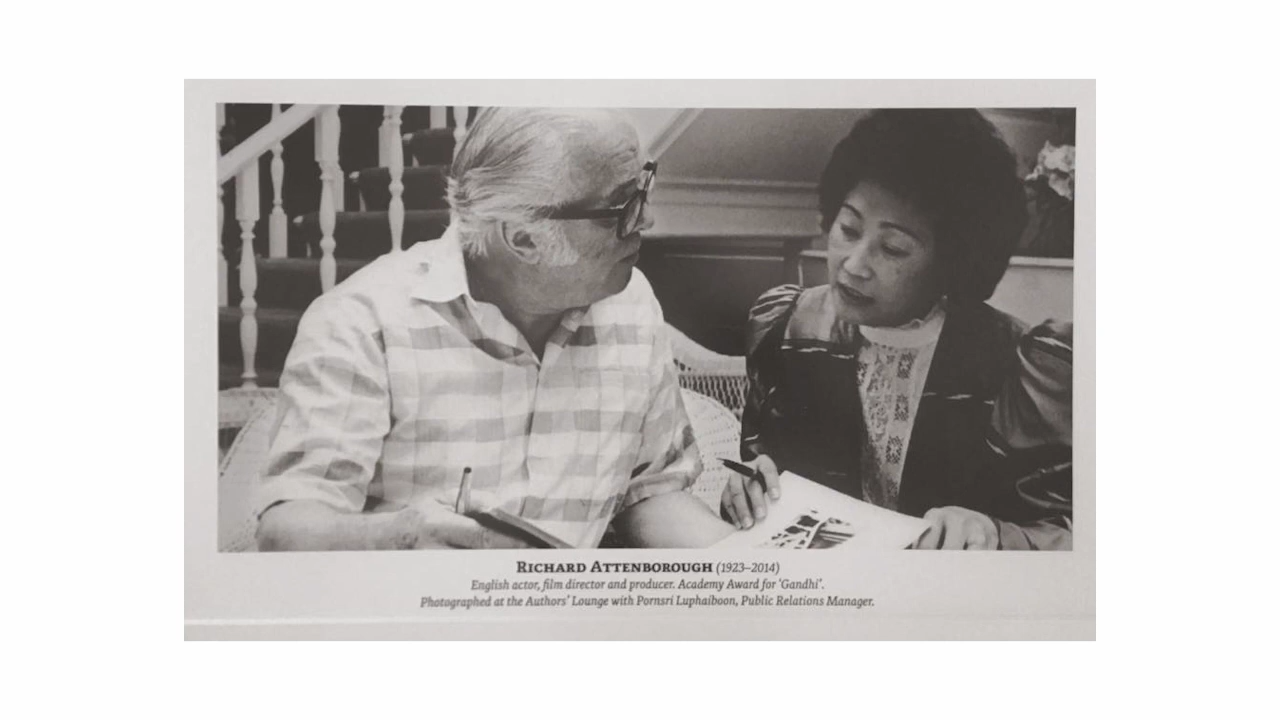 RICHARD ATTENBOROUGH (1923–2014)
English actor, film director and producer. Academy Award for ‘Gandhi’.
Photographed at the Authors’ Lounge with Pornsri Luphaiboon, Public Relations Manager.